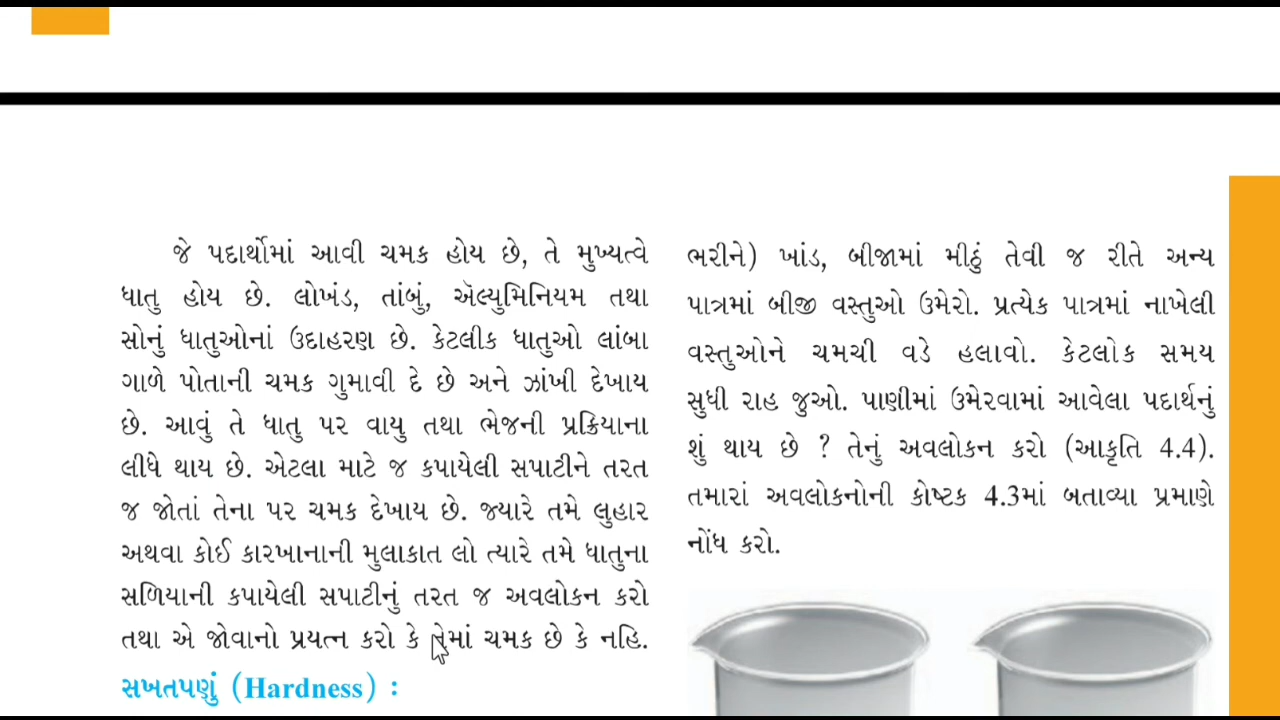 જે પદાર્થોમાં આવી ચમક હોય છે, તે મુખ્યત્વે
ધાતુ હોય છે. લોખંડ, તાંબું, ઍલ્યુમિનિયમ તથા
સોનું ધાતુઓનાં ઉદાહરણ છે. કેટલીક ધાતુઓ લાંબા
ગાળે પોતાની ચમક ગુમાવી દે છે અને ઝાંખી દેખાય
છે. આવું તે ધાતુ પર વાયુ તથા ભેજની પ્રક્રિયાના
લીધે થાય છે. એટલા માટે જ કપાયેલી સપાટીને તરત
જ જોતાં તેના પર ચમક દેખાય છે. જ્યારે તમે લુહાર
અથવા કોઈ કારખાનાની મુલાકાત લો ત્યારે તમે ધાતુના
સળિયાની કપાયેલી સપાટીનું તરત જ અવલોકન કરો
તથા એ જોવાનો પ્રયત્ન કરો કે તેમાં ચમક છે કે નહિ.
સખતપણું (Hardness) :
ભરીને) ખાંડ, બીજામાં મીઠું તેવી જ રીતે અન્ય
પાત્રમાં બીજી વસ્તુઓ ઉમેરો. પ્રત્યેક પાત્રમાં નાખેલી
વસ્તુઓને ચમચી વડે હલાવો. કેટલોક સમય
સુધી રાહ જુઓ. પાણીમાં ઉમેરવામાં આવેલા પદાર્થનું
શું થાય છે ? તેનું અવલોકન કરો (આકૃતિ 4.4).
તમારાં અવલોકનોની કોષ્ટક 4.3માં બતાવ્યા પ્રમાણે
નોંધ કરો.